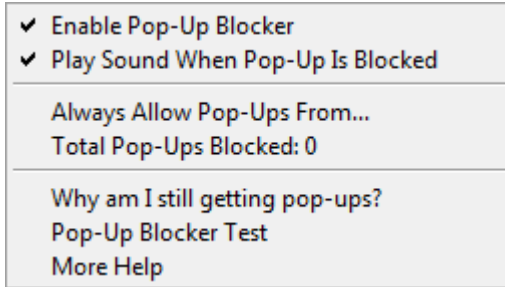 Enable Pop-Up Blocker
Play Sound When Pop-Up Is Blocked
Always Allow Pop-Ups From...
Total Pop-Ups Blocked: 0
Why am I still getting pop-ups?
Pop-Up Blocker Test
More Help